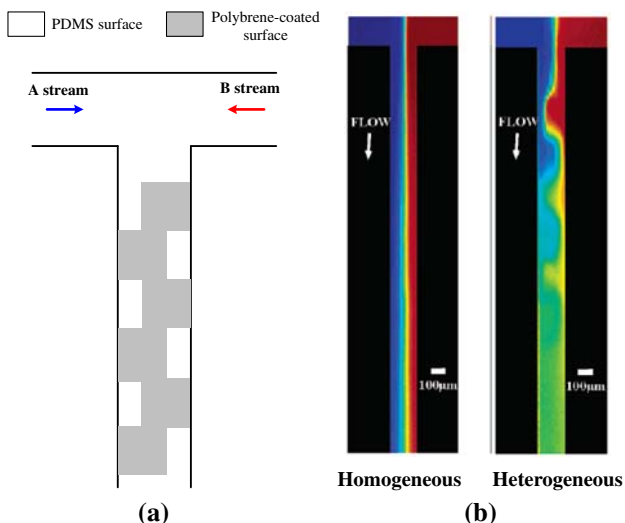 PDMS surface
Polybrene-coated
surface
A stream
B stream
FLOW
100μm
FLOW
100μm
Homogeneous
Heterogeneous
(a)
(b)